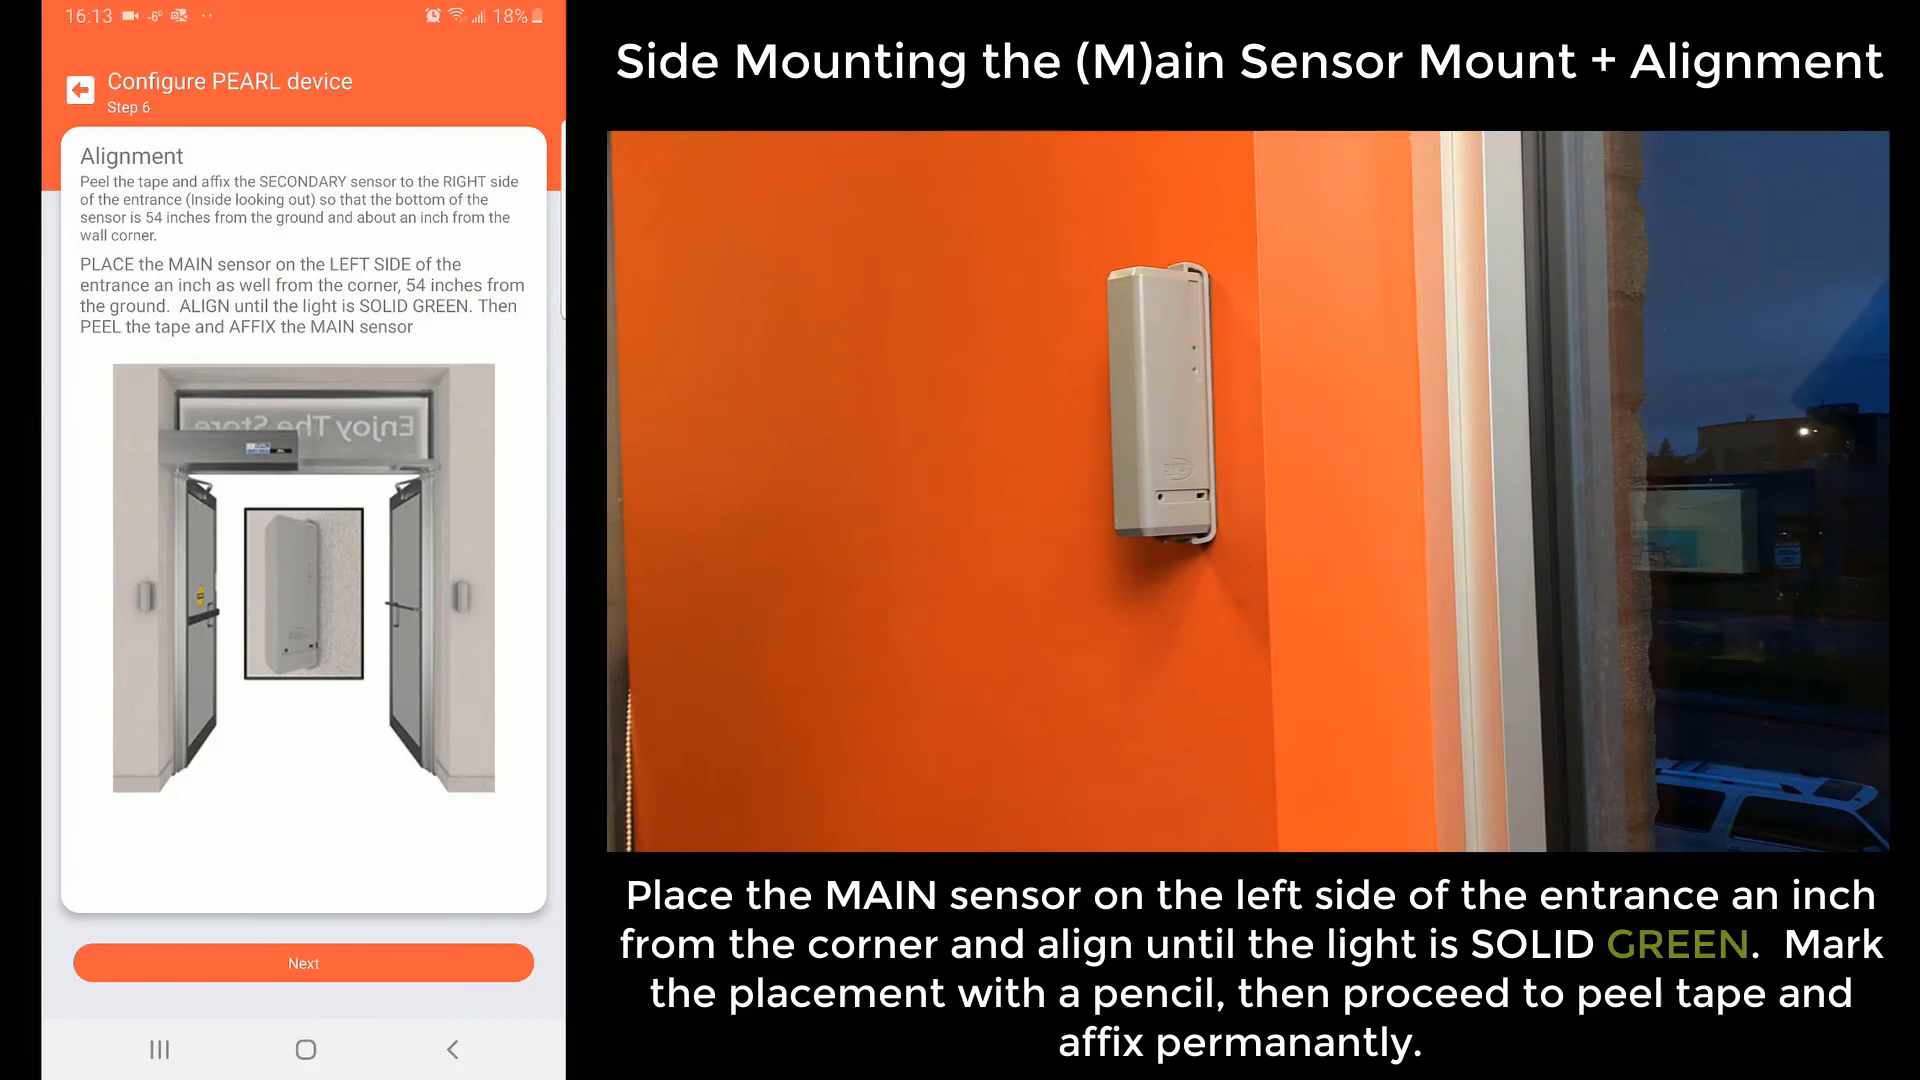 16:13 -6° 18%
Configure PEARL device
Step 6
Alignment
Peel the tape and affix the SECONDARY sensor to the RIGHT side
of the entrance (Inside looking out) so that the bottom of the
sensor is 54 inches from the ground and about an inch from the
wall corner.
PLACE the MAIN sensor on the LEFT SIDE of the
entrance an inch as well from the corner, 54 inches from
the ground.  ALIGN until the light is SOLID GREEN. Then
PEEL the tape and AFFIX the MAIN sensor
Enjoy The Store
Next
Side Mounting the (M)ain Sensor Mount + Alignment
Place the MAIN sensor on the left side of the entrance an inch
from the corner and align until the light is SOLID GREEN.  Mark
the placement with a pencil, then proceed to peel tape and
affix permanantly.